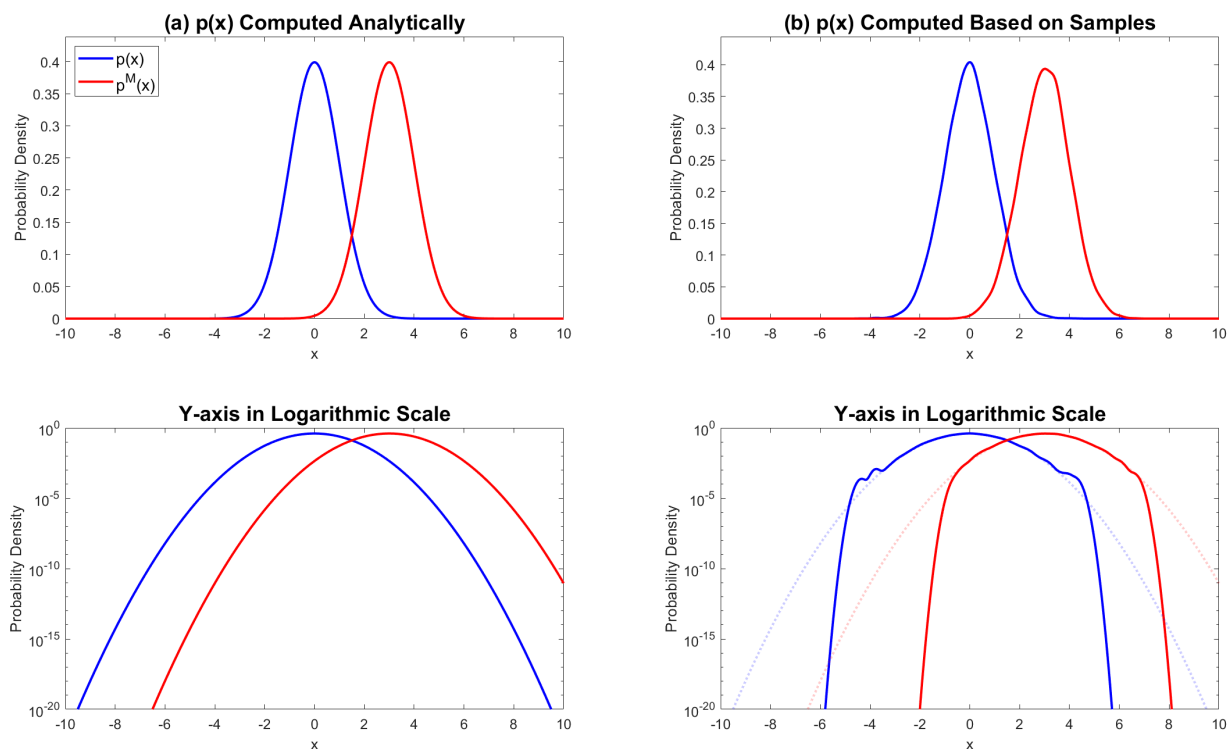 (a) p(x) Computed Analytically
0.4
0.35
0.3
0.25
0.2
0.15
0.1
0.05
0
Probability Density
p(x)
p^M(x)
-10 -8 -6 -4 -2 0 2 4 6 8 10
x
(b) p(x) Computed Based on Samples
0.4
0.35
0.3
0.25
0.2
0.15
0.1
0.05
0
Probability Density
-10 -8 -6 -4 -2 0 2 4 6 8 10
x
Y-axis in Logarithmic Scale
10^0
10^-5
10^-10
10^-15
10^-20
Probability Density
-10 -8 -6 -4 -2 0 2 4 6 8 10
x
Y-axis in Logarithmic Scale
10^0
10^-5
10^-10
10^-15
10^-20
Probability Density
-10 -8 -6 -4 -2 0 2 4 6 8 10
x